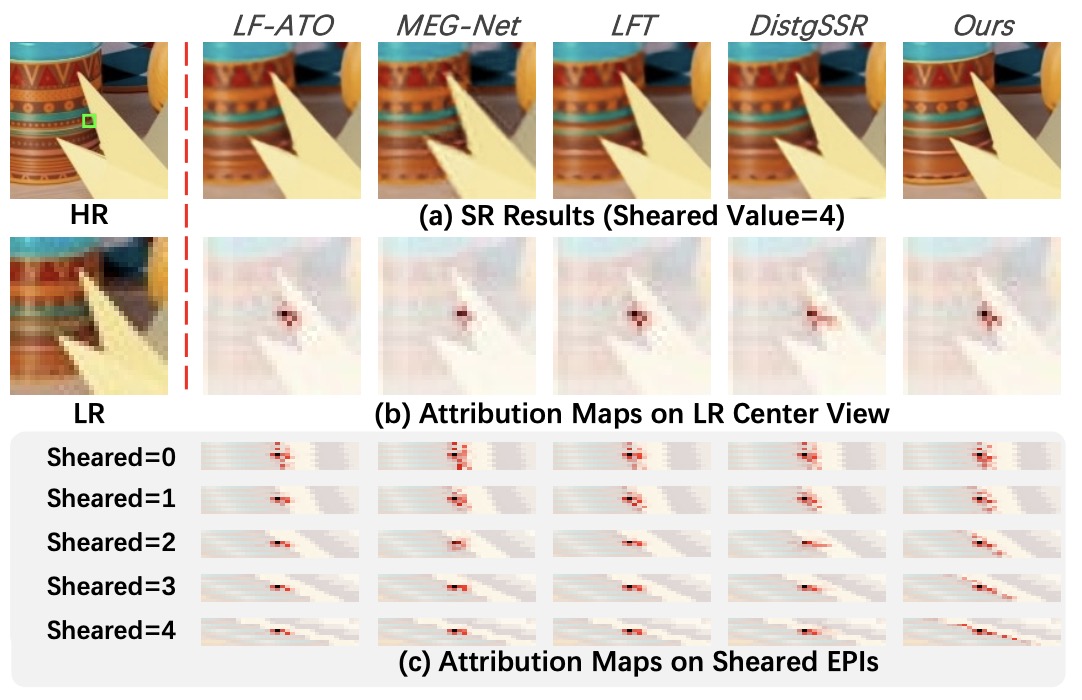 LF-ATO MEG-Net LFT DistgSSR Ours
HR
(a) SR Results (Sheared Value=4)
LR
(b) Attribution Maps on LR Center View
Sheared=0
Sheared=1
Sheared=2
Sheared=3
Sheared=4
(c) Attribution Maps on Sheared EPIs